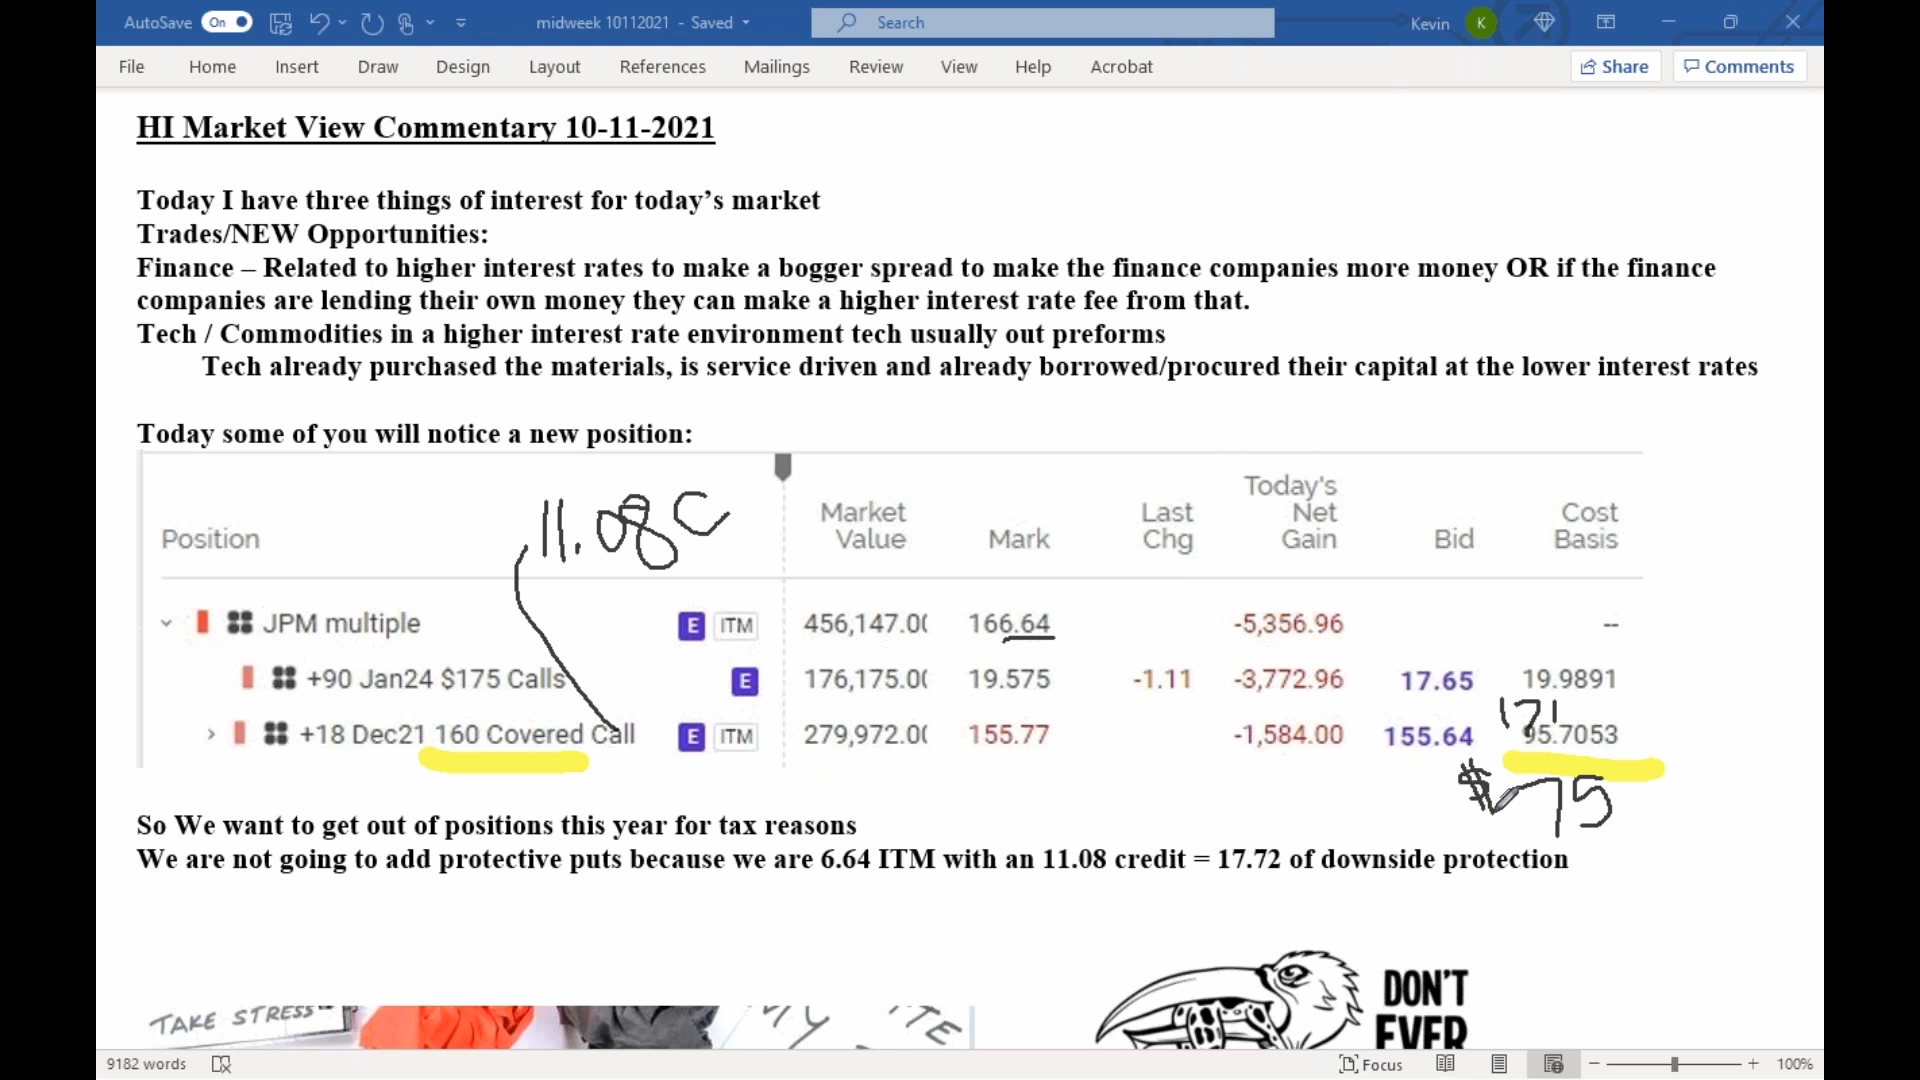 AutoSave On midweek 10112021 - Saved Search Kevin K
File Home Insert Draw Design Layout References Mailings Review View Help Acrobat Share Comments
HI Market View Commentary 10-11-2021
Today I have three things of interest for today’s market
Trades/NEW Opportunities:
Finance – Related to higher interest rates to make a bogger spread to make the finance companies more money OR if the finance
companies are lending their own money they can make a higher interest rate fee from that.
Tech / Commodities in a higher interest rate environment tech usually out preforms
Tech already purchased the materials, is service driven and already borrowed/procured their capital at the lower interest rates
Today some of you will notice a new position:
11.08 C
Position Market Value Mark Last Chg Today's Net Gain Bid Cost Basis
JPM multiple E ITM 456,147.00 166.64 -5,356.96 --
+90 Jan24 $175 Calls E 176,175.00 19.575 -1.11 -3,772.96 17.65 19.9891
171
+18 Dec21 160 Covered Call E ITM 279,972.00 155.77 -1,584.00 155.64 95.7053
$ 75
So We want to get out of positions this year for tax reasons
We are not going to add protective puts because we are 6.64 ITM with an 11.08 credit = 17.72 of downside protection
TAKE STRESS
DON'T
EVER
9182 words Focus 100%